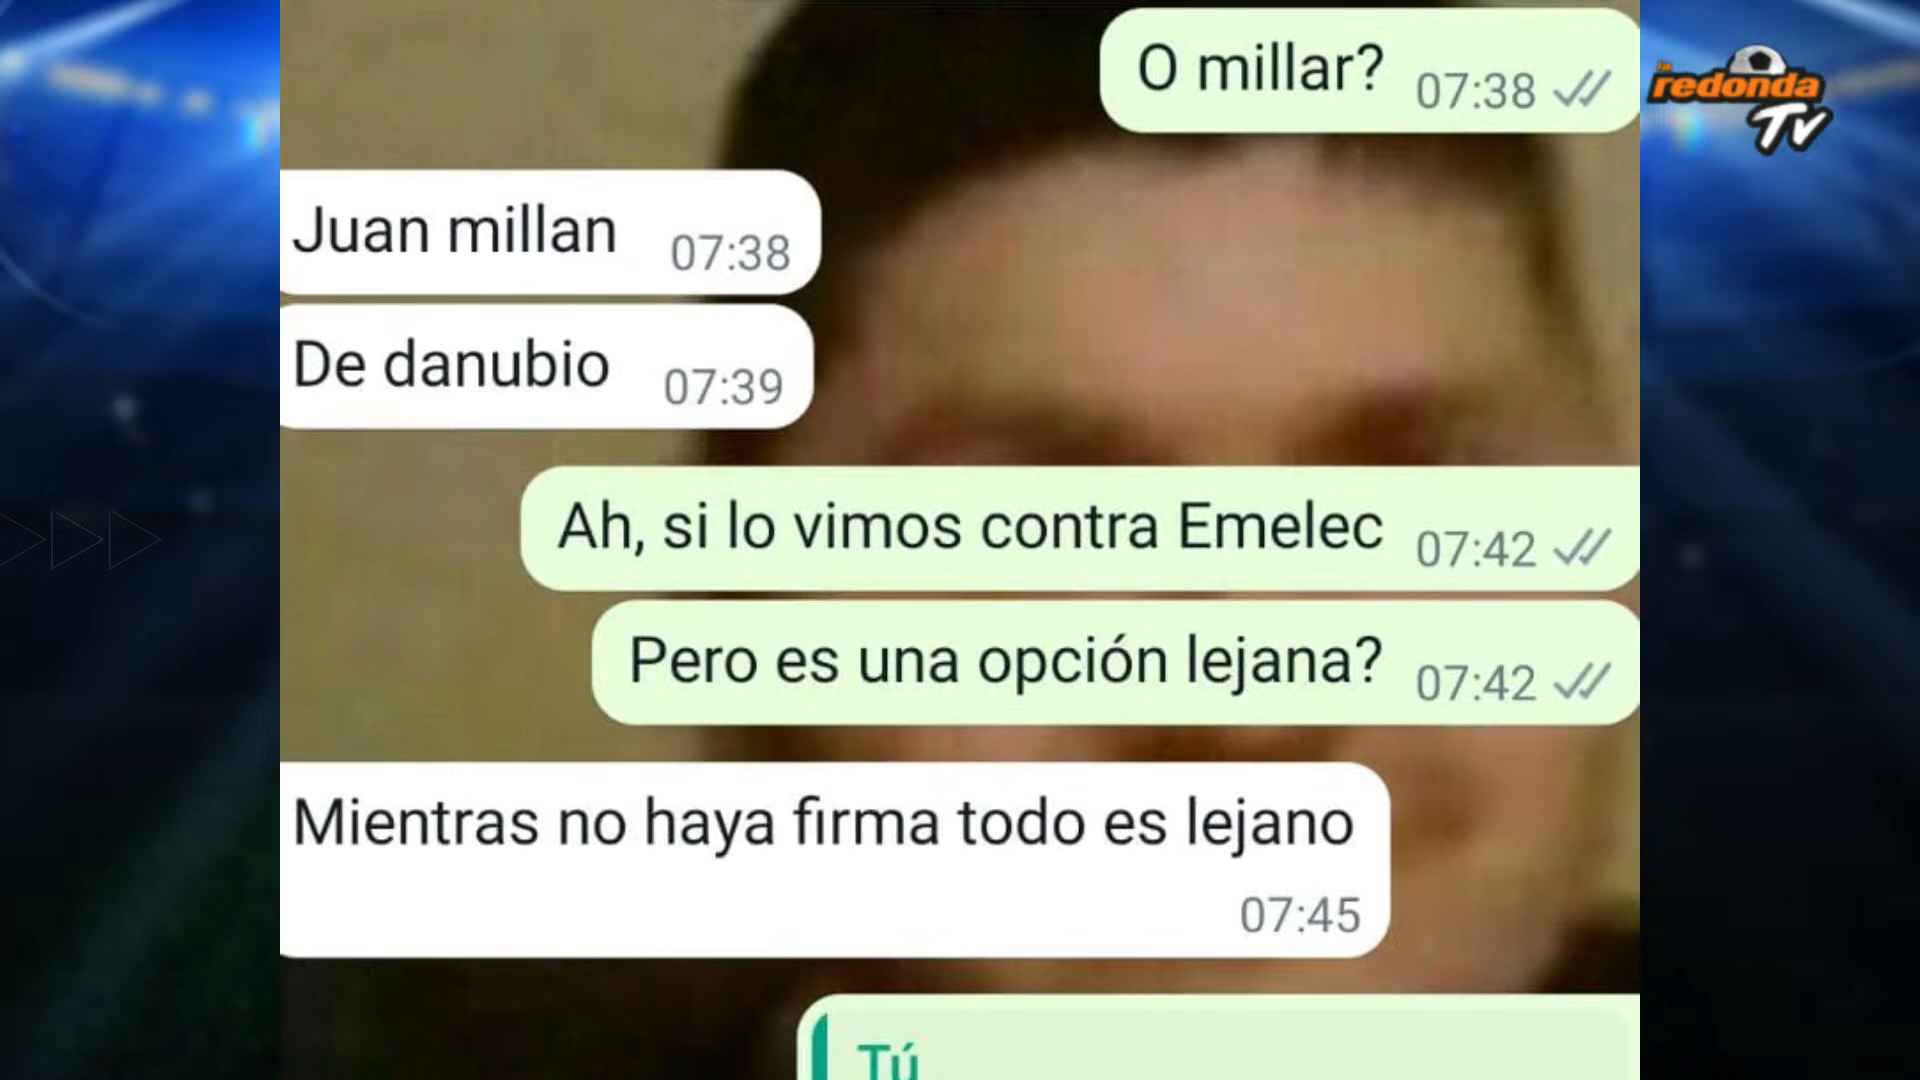 O millar? 07:38
la
redonda
Tv
Juan millan 07:38
De danubio 07:39
Ah, si lo vimos contra Emelec 07:42
Pero es una opción lejana? 07:42
Mientras no haya firma todo es lejano
07:45
Tú